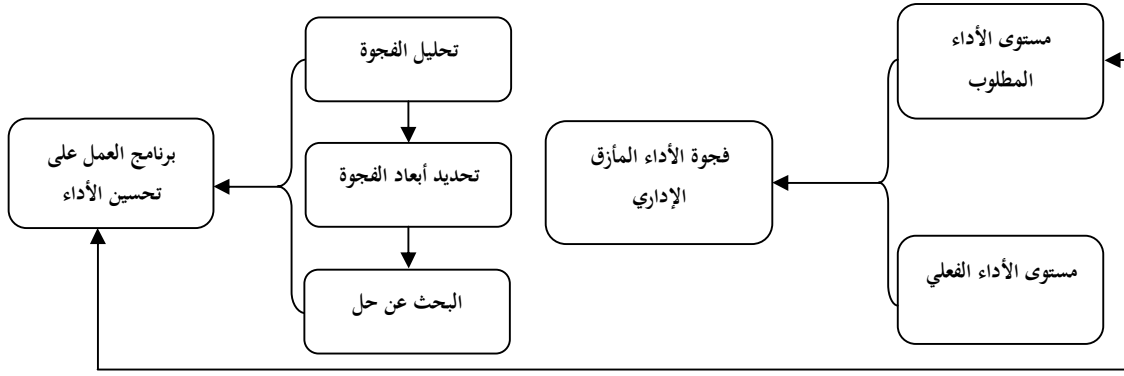 مستوى الأداء
المطلوب
مستوى الأداء الفعلي
فجوة الأداء المأزق
الإداري
تحليل الفجوة
تحديد أبعاد الفجوة
البحث عن حل
برنامج العمل على
تحسين الأداء